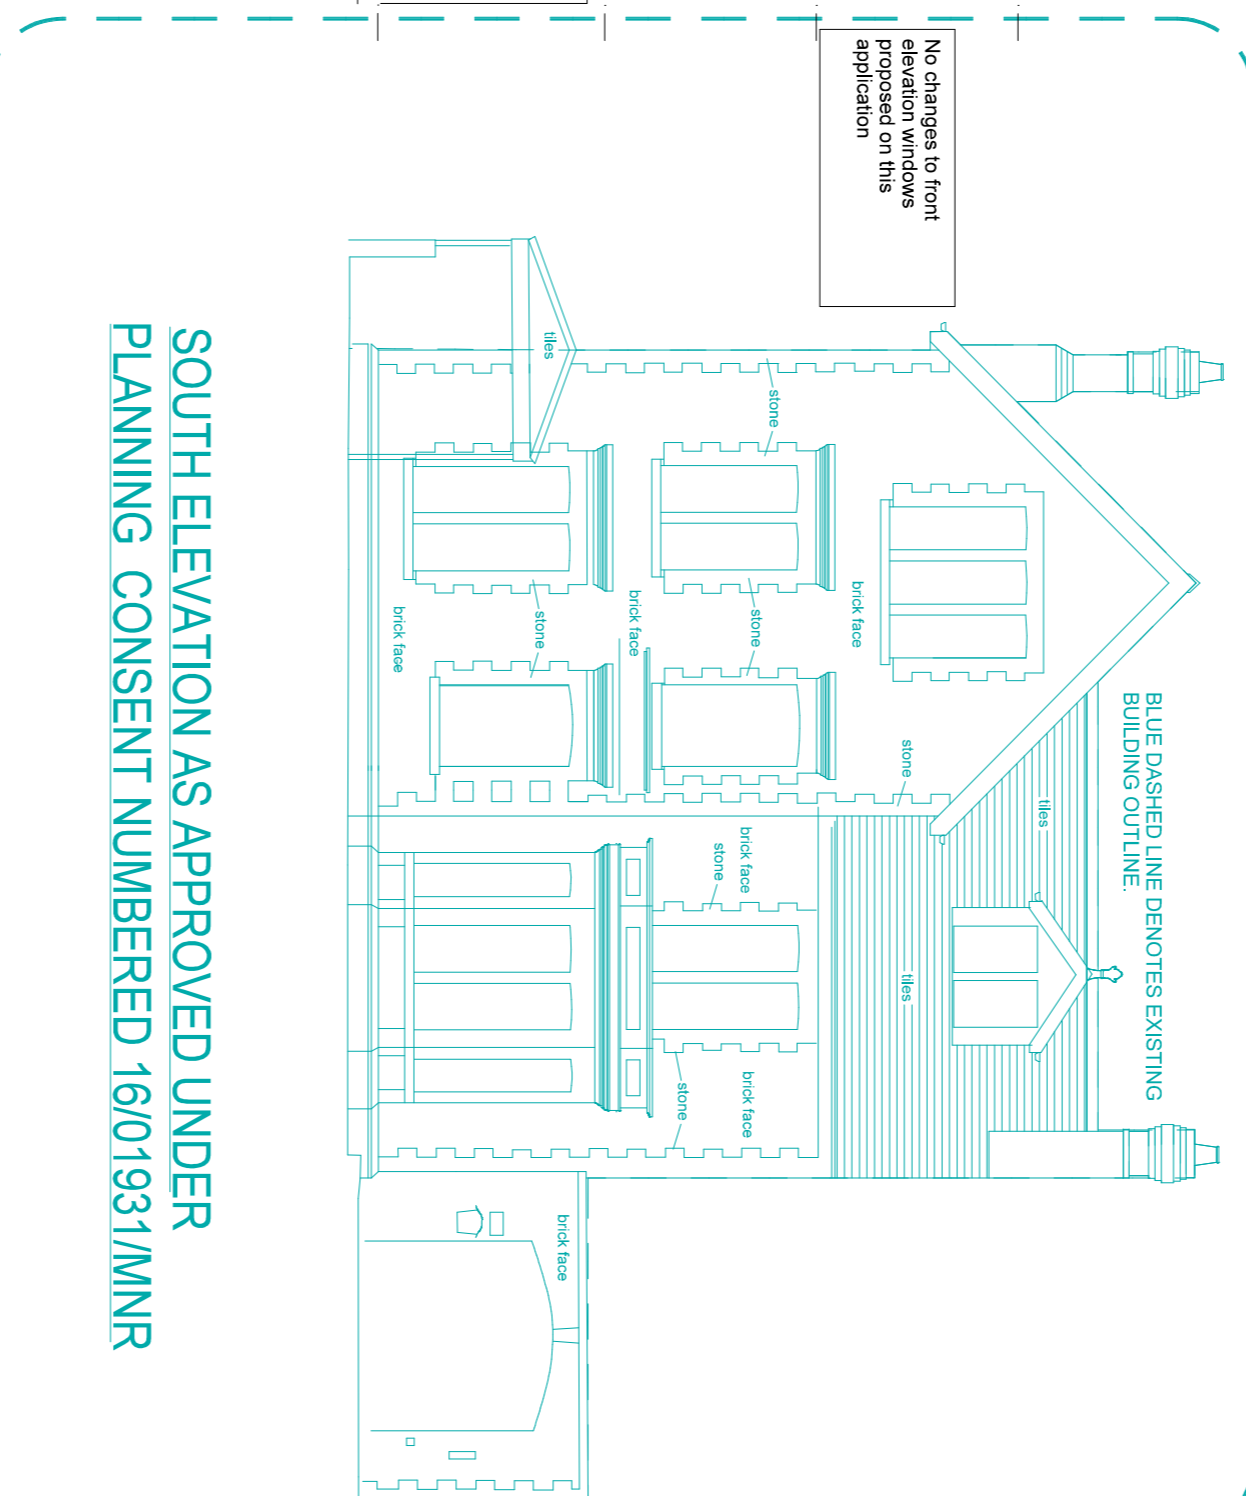 No changes to front
elevation windows
proposed on this
application
BLUE DASHED LINE DENOTES EXISTING
BUILDING OUTLINE.
tiles
stone
stone
tiles
tiles
brick face
stone
brick face
stone
brick face
stone
brick face
stone
brick face
brick face
SOUTH ELEVATION AS APPROVED UNDER
PLANNING CONSENT NUMBERED 16/01931/MNR